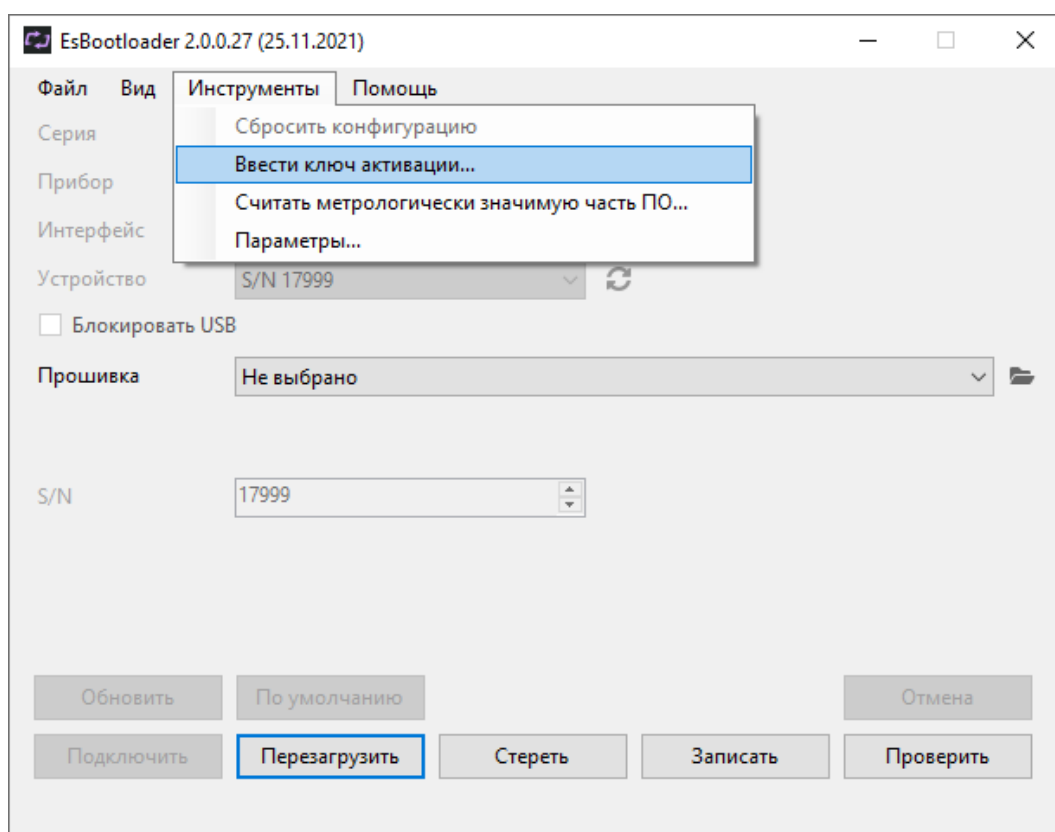 EsBootloader 2.0.0.27 (25.11.2021)
Файл Вид Инструменты Помощь
Сбросить конфигурацию
Ввести ключ активации...
Считать метрологически значимую часть ПО...
Параметры...
Серия
Прибор
Интерфейс
Устройство S/N 17999
Блокировать USB
Прошивка Не выбрано
S/N 17999
Обновить По умолчанию Отмена
Подключить Перезагрузить Стереть Записать Проверить